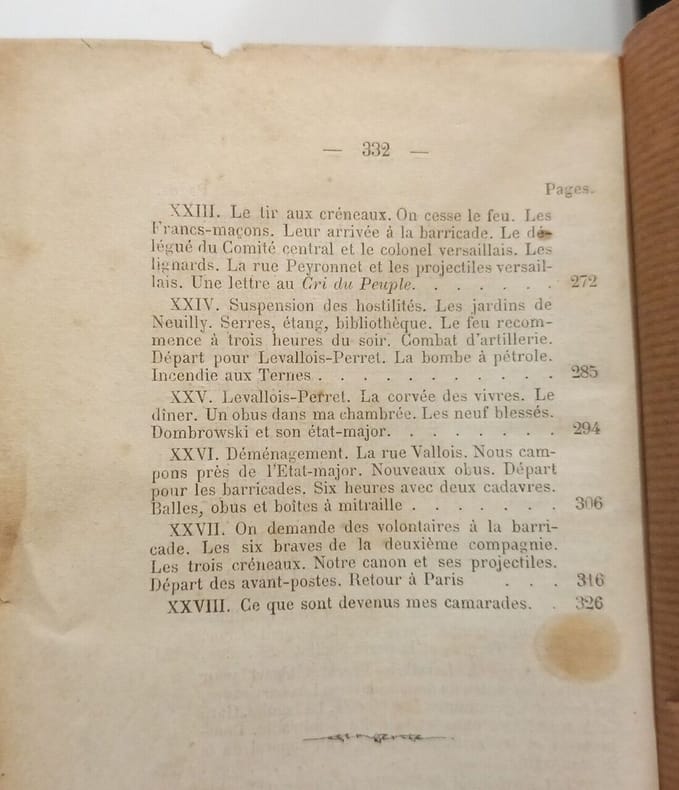 — 332 —
Pages.
XXIII. Le tir aux créneaux. On cesse le feu. Les
Francs-maçons. Leur arrivée à la barricade. Le dé-
légué du Comité central et le colonel versaillais. Les
lignards. La rue Peyronnet et les projectiles versail-
lais. Une lettre au Cri du Peuple. . . . . . . 272
XXIV. Suspension des hostilités. Les jardins de
Neuilly. Serres, étang, bibliothèque. Le feu recom-
mence à trois heures du soir. Combat d'artillerie.
Départ pour Levallois-Perret. La bombe à pétrole.
Incendie aux Ternes . . . . . . . . . . . 285
XXV. Levallois-Perret. La corvée des vivres. Le
dîner. Un obus dans ma chambrée. Les neuf blessés.
Dombrowski et son état-major. . . . . . . . 294
XXVI. Déménagement. La rue Vallois. Nous cam-
pons près de l'Etat-major. Nouveaux obus. Départ
pour les barricades. Six heures avec deux cadavres.
Balles, obus et boîtes à mitraille . . . . . . . 306
XXVII. On demande des volontaires à la barri-
cade. Les six braves de la deuxième compagnie.
Les trois créneaux. Notre canon et ses projectiles.
Départ des avant-postes. Retour à Paris . . . 316
XXVIII. Ce que sont devenus mes camarades. . 326